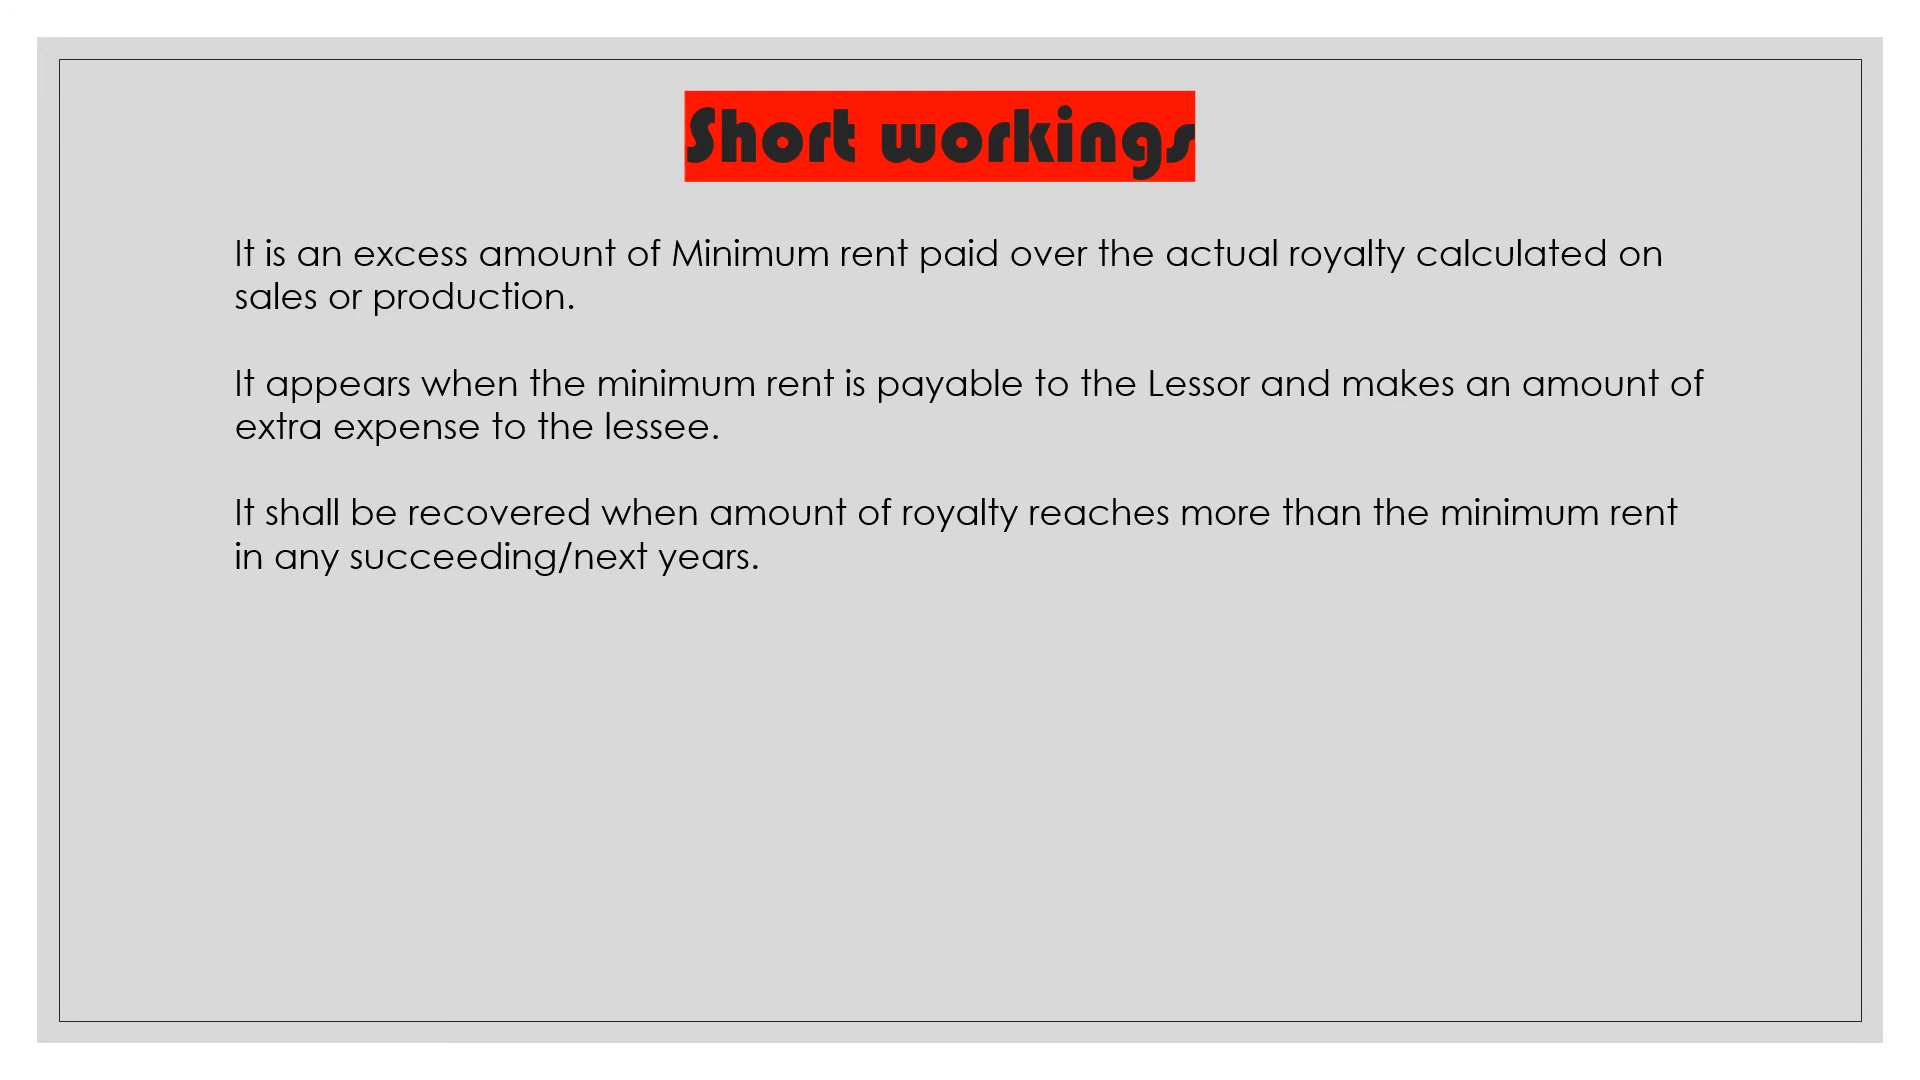 Short workings
It is an excess amount of Minimum rent paid over the actual royalty calculated on
sales or production.
It appears when the minimum rent is payable to the Lessor and makes an amount of
extra expense to the lessee.
It shall be recovered when amount of royalty reaches more than the minimum rent
in any succeeding/next years.